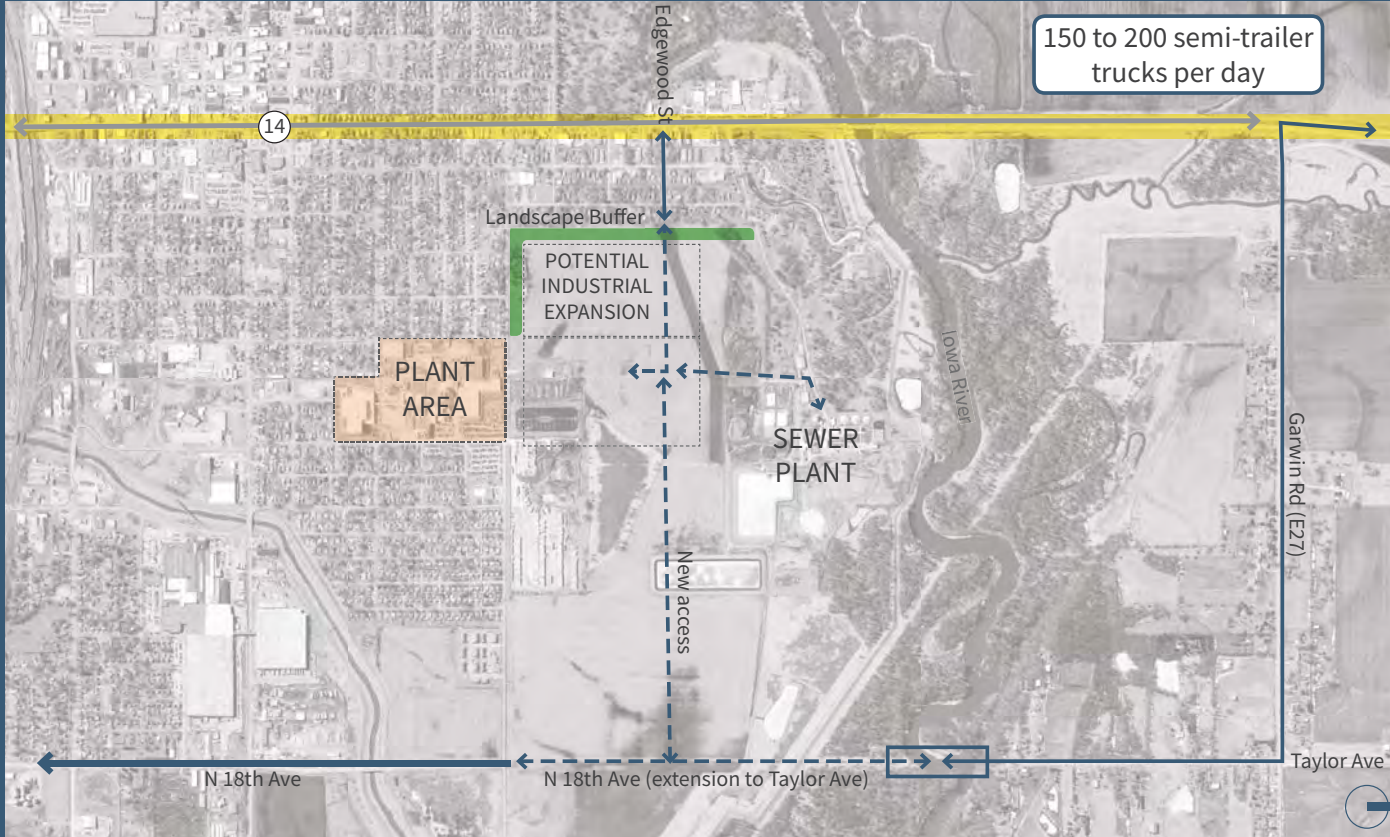 Edgewood St
150 to 200 semi-trailer
trucks per day
14
Landscape Buffer
POTENTIAL
INDUSTRIAL
EXPANSION
PLANT
AREA
SEWER
PLANT
Iowa River
Garwin Rd (E27)
New access
N 18th Ave
N 18th Ave (extension to Taylor Ave)
Taylor Ave